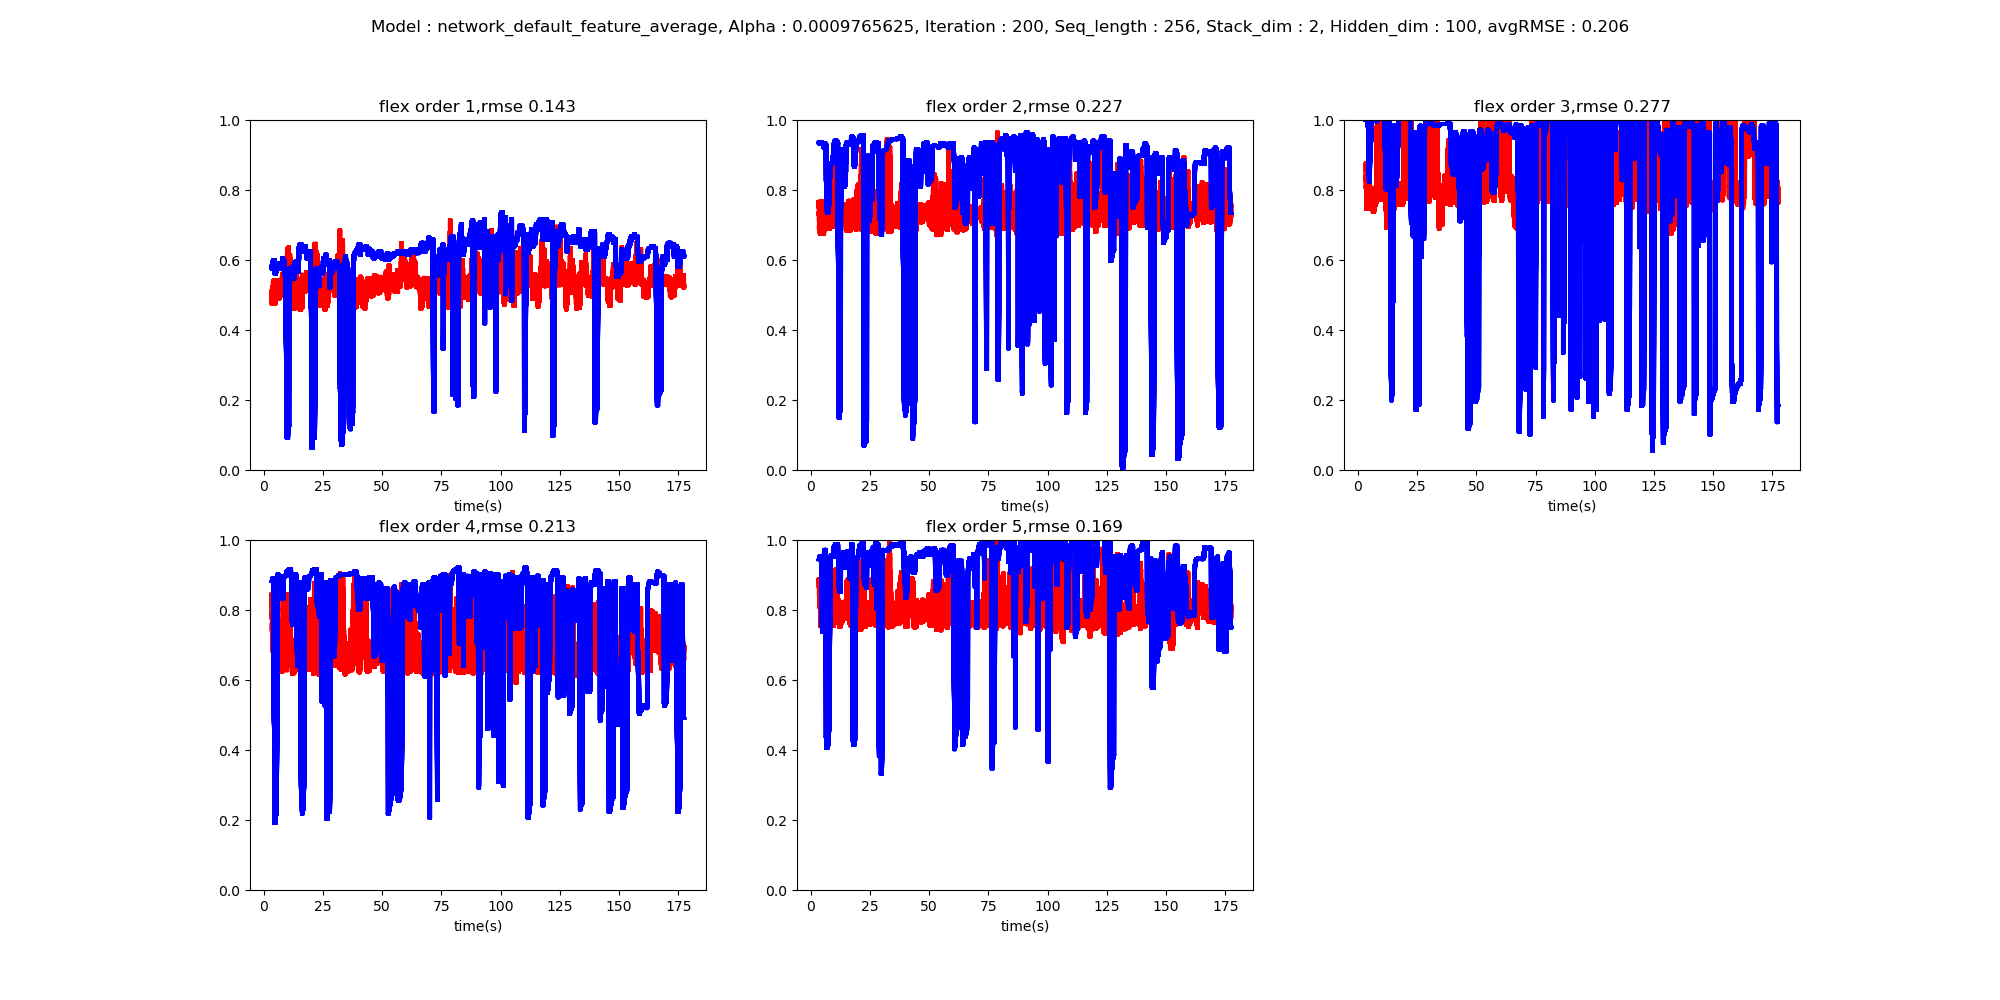 Model : network_default_feature_average, Alpha : 0.0009765625, Iteration : 200, Seq_length : 256, Stack_dim : 2, Hidden_dim : 100, avgRMSE : 0.206
flex order 1,rmse 0.143
1.0
0.8
0.6
0.4
0.2
0.0
0 25 50 75 100 125 150 175
time(s)
flex order 2,rmse 0.227
1.0
0.8
0.6
0.4
0.2
0.0
0 25 50 75 100 125 150 175
time(s)
flex order 3,rmse 0.277
1.0
0.8
0.6
0.4
0.2
0.0
0 25 50 75 100 125 150 175
time(s)
flex order 4,rmse 0.213
1.0
0.8
0.6
0.4
0.2
0.0
0 25 50 75 100 125 150 175
time(s)
flex order 5,rmse 0.169
1.0
0.8
0.6
0.4
0.2
0.0
0 25 50 75 100 125 150 175
time(s)